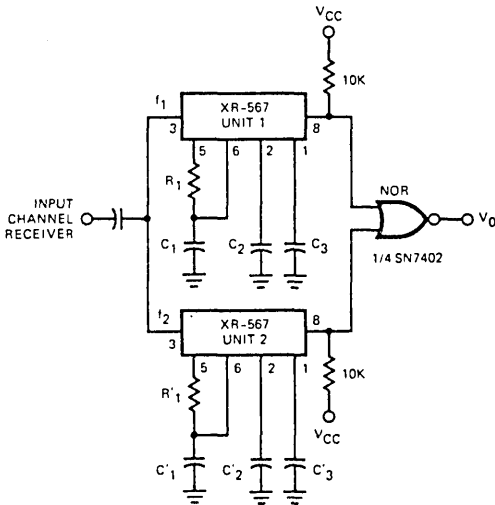 VCC
10K
f1
XR-567
UNIT 1
3
8
5
6
2
1
R1
INPUT
CHANNEL
RECEIVER
C1
C2
C3
NOR
VO
1/4 SN7402
f2
XR-567
UNIT 2
3
8
5
6
2
1
R'1
10K
VCC
C'1
C'2
C'3